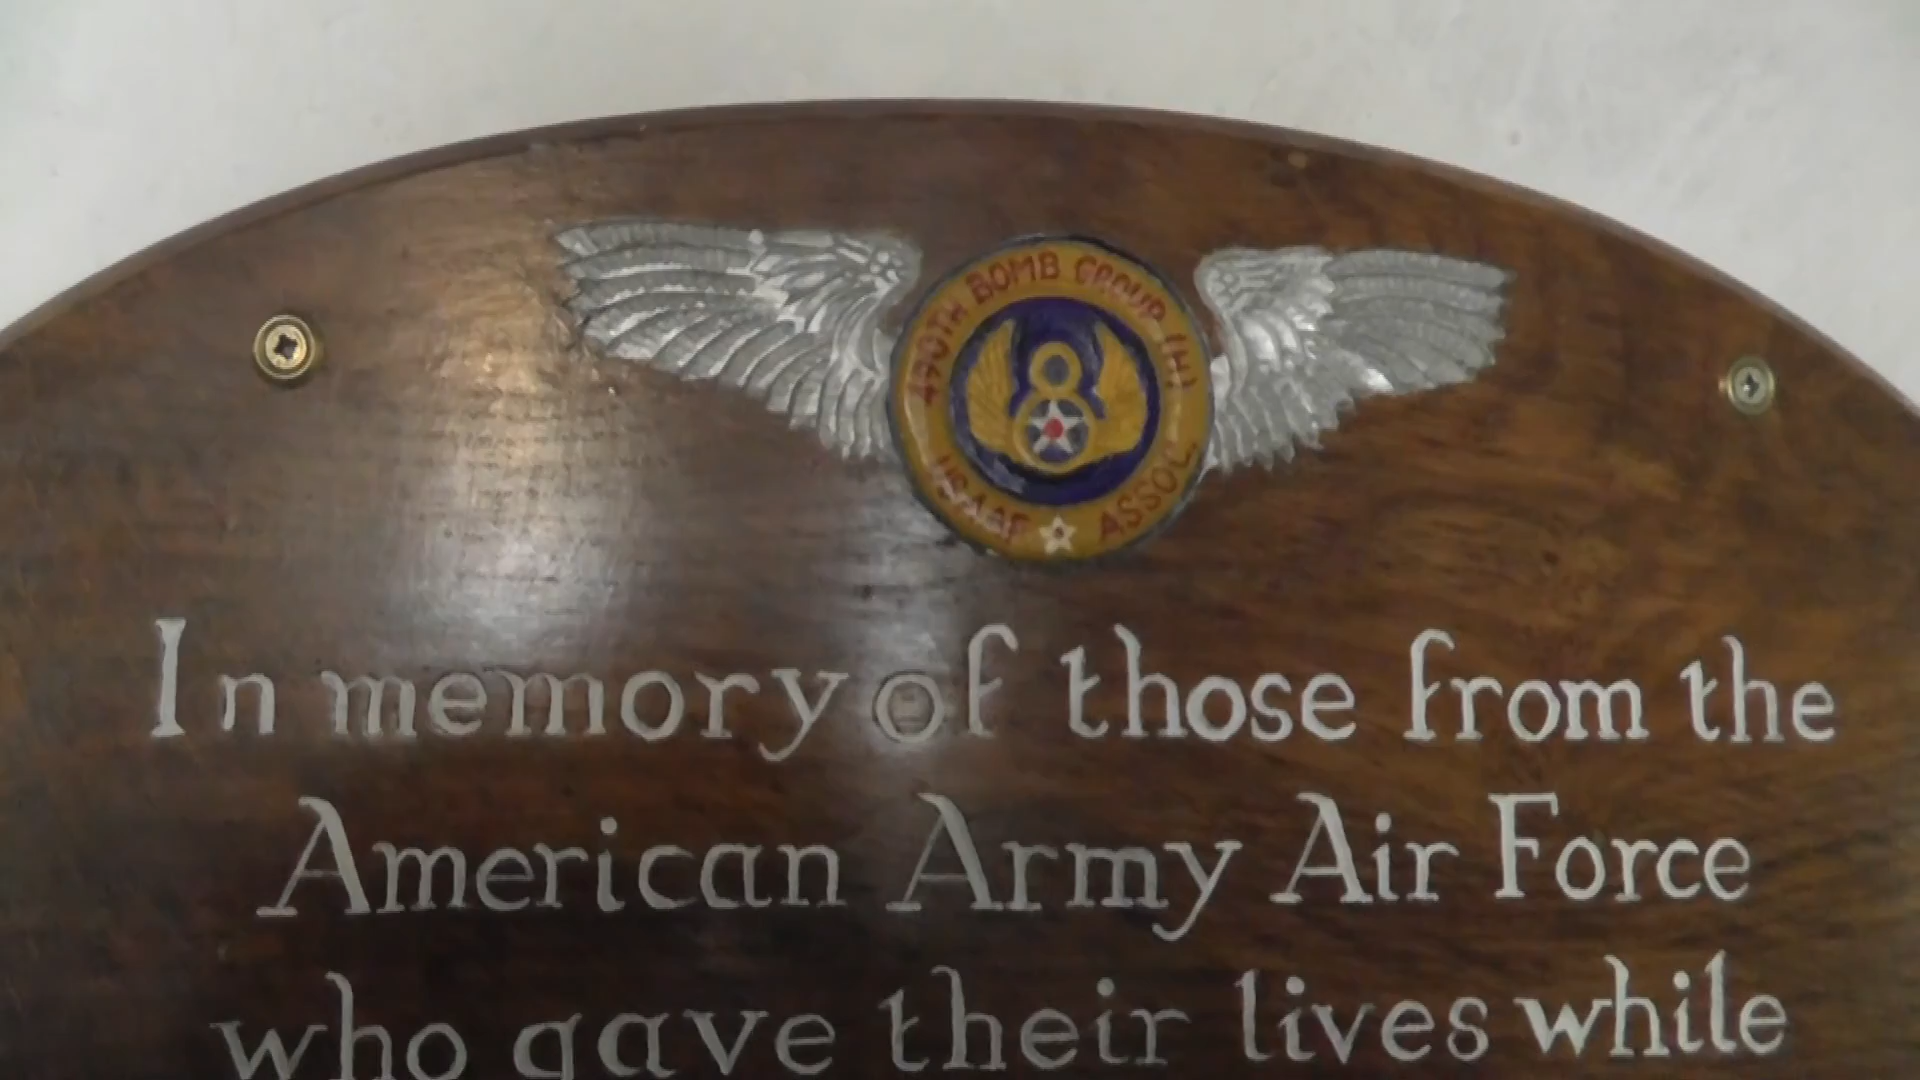 490TH BOMB GROUP (H)
USAAF ASSOC.
In memory of those from the
American Army Air Force
who gave their lives while